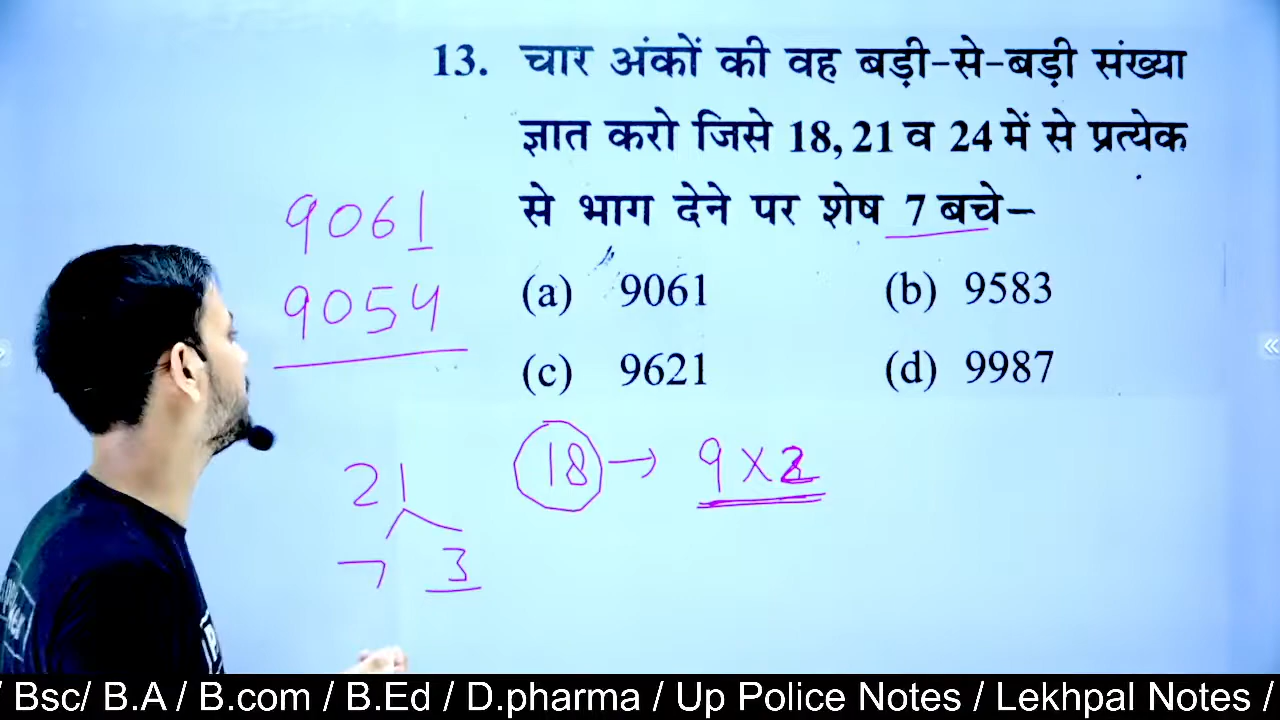 13. चार अंकों की वह बड़ी-से-बड़ी संख्या
ज्ञात करो जिसे 18, 21 व 24 में से प्रत्येक
से भाग देने पर शेष 7 बचे–
(a) 9061 (b) 9583
(c) 9621 (d) 9987
9061
9054
18 → 9 × 2
21
7 3
/ Bsc/ B.A / B.com / B.Ed / D.pharma / Up Police Notes / Lekhpal Notes /